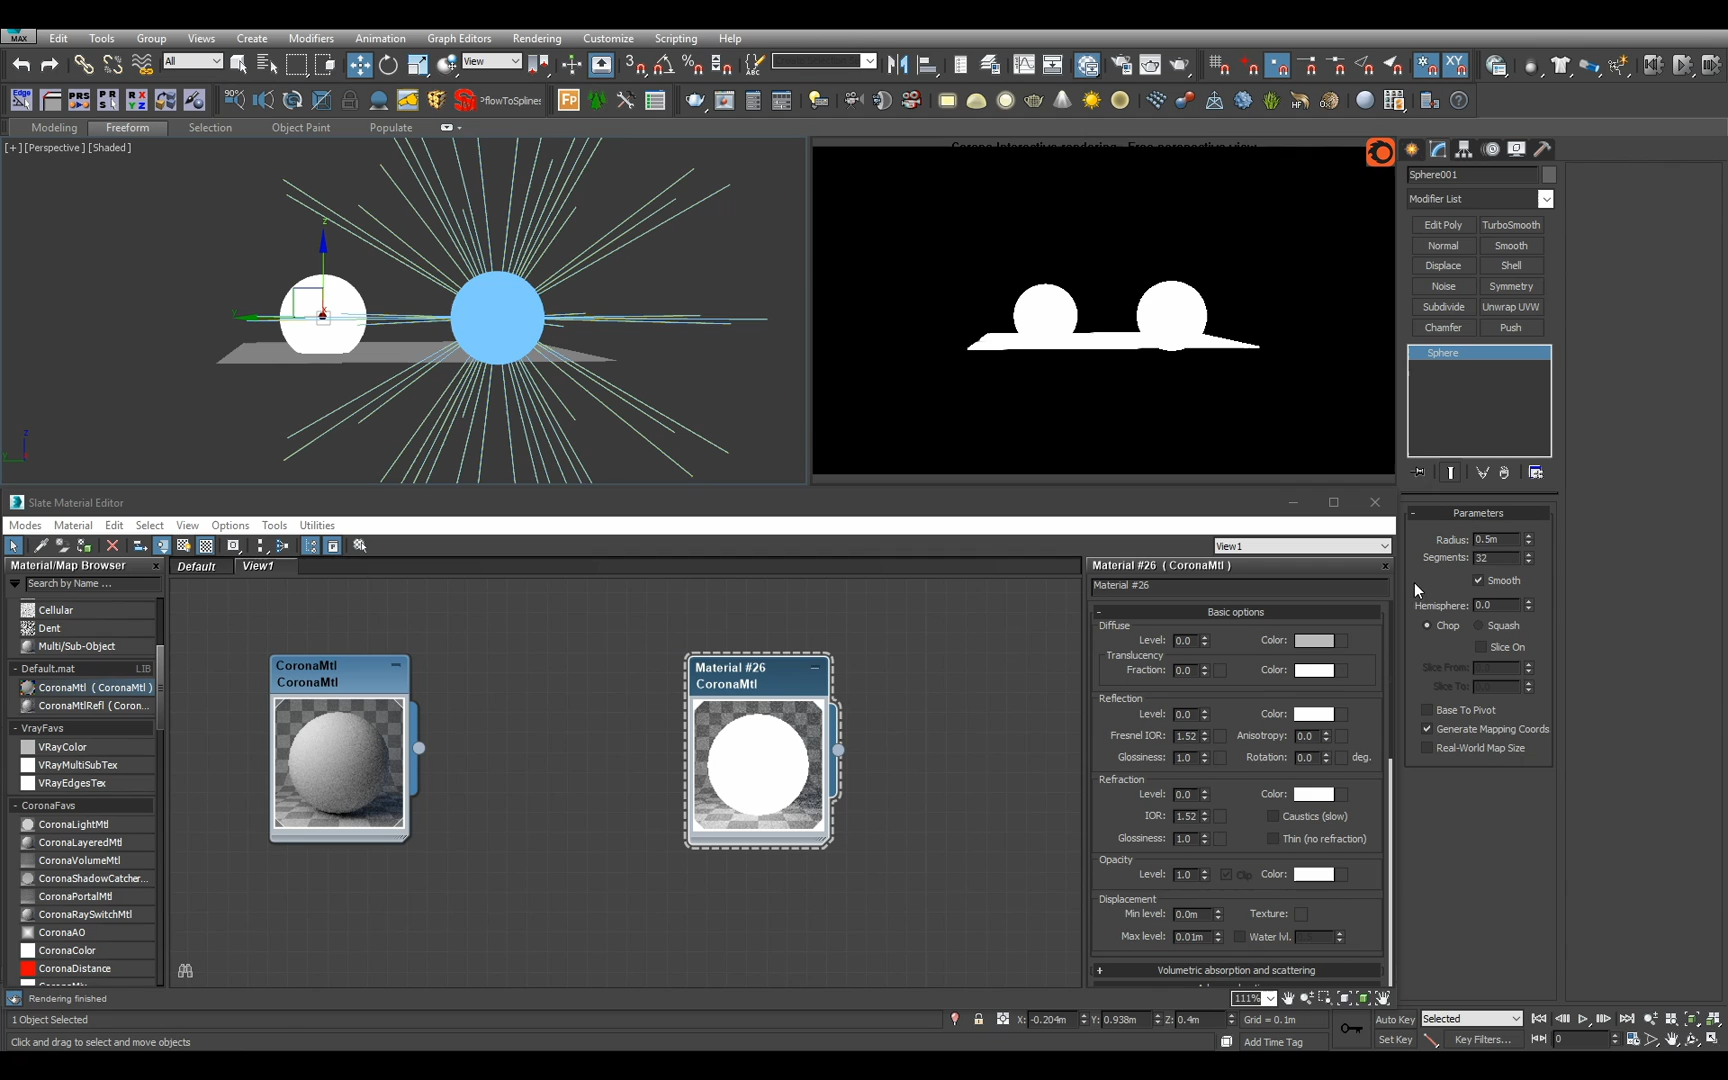 MAX Edit Tools Group Views Create Modifiers Animation Graph Editors Rendering Customize Scripting Help
All View
PflowToSplines
Modeling Freeform Selection Object Paint Populate
[+] [Perspective] [Shaded]
Sphere001
Modifier List
Edit Poly TurboSmooth
Normal Smooth
Displace Shell
Noise Symmetry
Subdivide Unwrap UVW
Chamfer Push
Sphere
Parameters
Radius: 0.5m
Segments: 32
Smooth
Hemisphere: 0.0
Chop Squash
Slice On
Slice From:
Slice To:
Base To Pivot
Generate Mapping Coords
Real-World Map Size
Slate Material Editor
Modes Material Edit Select View Options Tools Utilities
View1
Material/Map Browser
Search by Name ...
Cellular
Dent
Multi/Sub-Object
- Default.mat LIB
CoronaMtl ( CoronaMtl )
CoronaMtlRefl ( Coron...
- VrayFavs
VRayColor
VRayMultiSubTex
VRayEdgesTex
- CoronaFavs
CoronaLightMtl
CoronaLayeredMtl
CoronaVolumeMtl
CoronaShadowCatcher...
CoronaPortalMtl
CoronaRaySwitchMtl
CoronaAO
CoronaColor
CoronaDistance
Default View1
CoronaMtl
CoronaMtl
Material #26
CoronaMtl
Material #26 ( CoronaMtl )
Material #26
Basic options
Diffuse
Level: 0.0 Color:
Translucency
Fraction: 0.0 Color:
Reflection
Level: 0.0 Color:
Fresnel IOR: 1.52 Anisotropy: 0.0
Glossiness: 1.0 Rotation: 0.0 deg.
Refraction
Level: 0.0 Color:
IOR: 1.52 Caustics (slow)
Glossiness: 1.0 Thin (no refraction)
Opacity
Level: 1.0 Clip Color:
Displacement
Min level: 0.0m Texture:
Max level: 0.01m Water lvl.
+ Volumetric absorption and scattering
Rendering finished
111%
1 Object Selected
X: -0.204m Y: 0.938m Z: 0.4m Grid = 0.1m
Auto Key Selected
Click and drag to select and move objects
Add Time Tag
Set Key Key Filters... 0